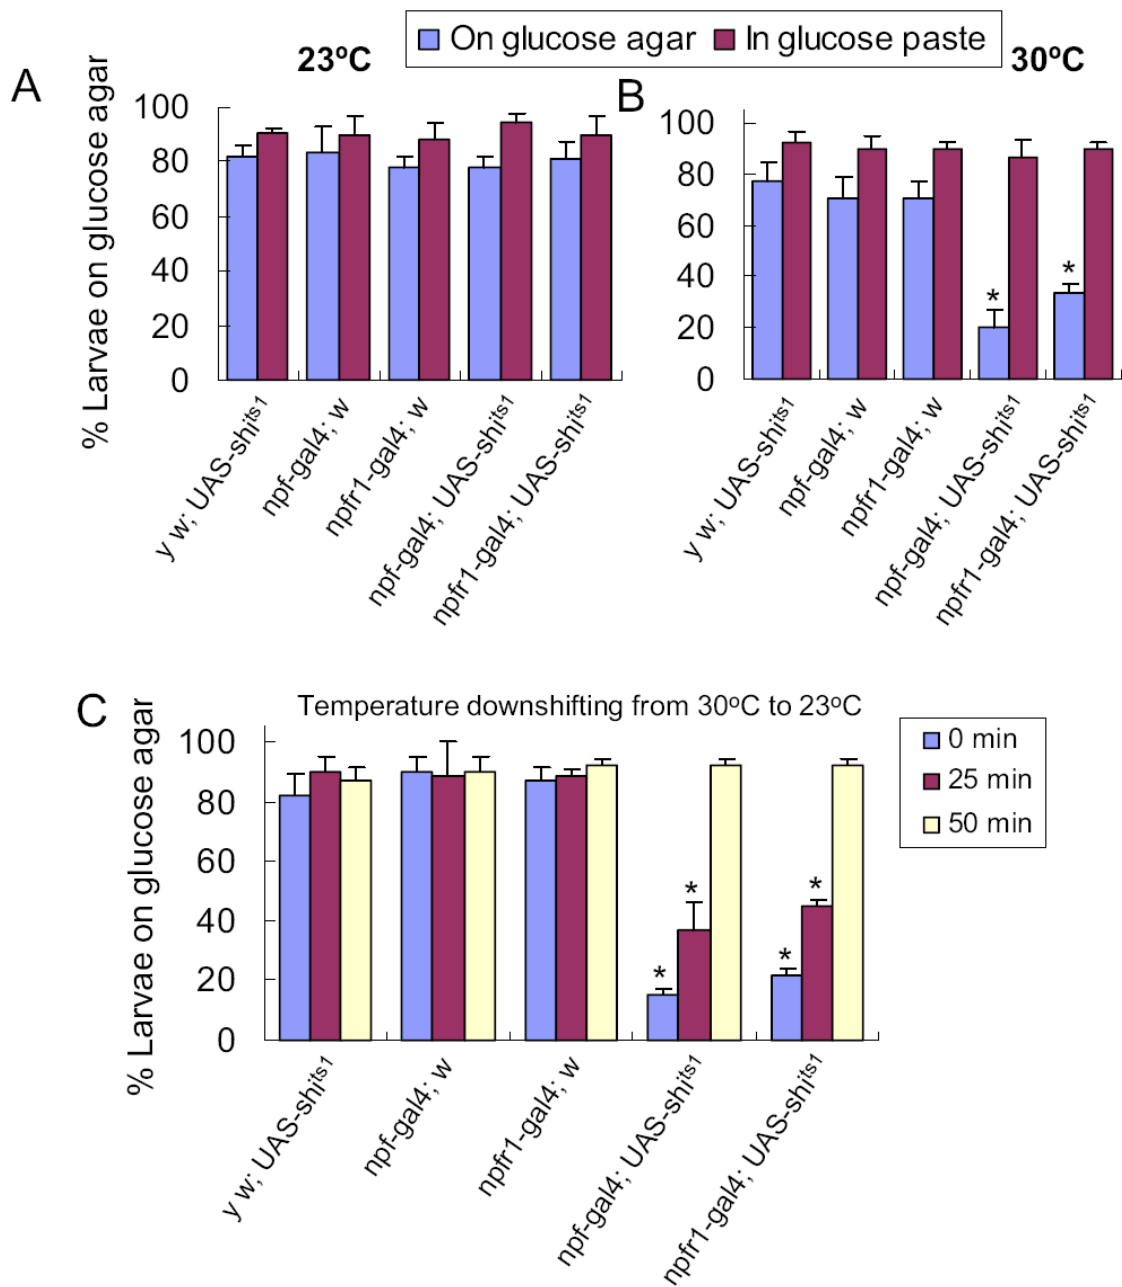 On glucose agar In glucose paste
A 23ºC B 30ºC
% Larvae on glucose agar
100
80
60
40
20
0
y w; UAS-shiᵗˢ¹
npf-gal4; w
npfr1-gal4; w
npf-gal4; UAS-shiᵗˢ¹
npfr1-gal4; UAS-shiᵗˢ¹
100
80
60
40
20
0
* *
y w; UAS-shiᵗˢ¹
npf-gal4; w
npfr1-gal4; w
npf-gal4; UAS-shiᵗˢ¹
npfr1-gal4; UAS-shiᵗˢ¹
C Temperature downshifting from 30ºC to 23ºC
% Larvae on glucose agar
100
80
60
40
20
0
* * * *
y w; UAS-shiᵗˢ¹
npf-gal4; w
npfr1-gal4; w
npf-gal4; UAS-shiᵗˢ¹
npfr1-gal4; UAS-shiᵗˢ¹
0 min
25 min
50 min